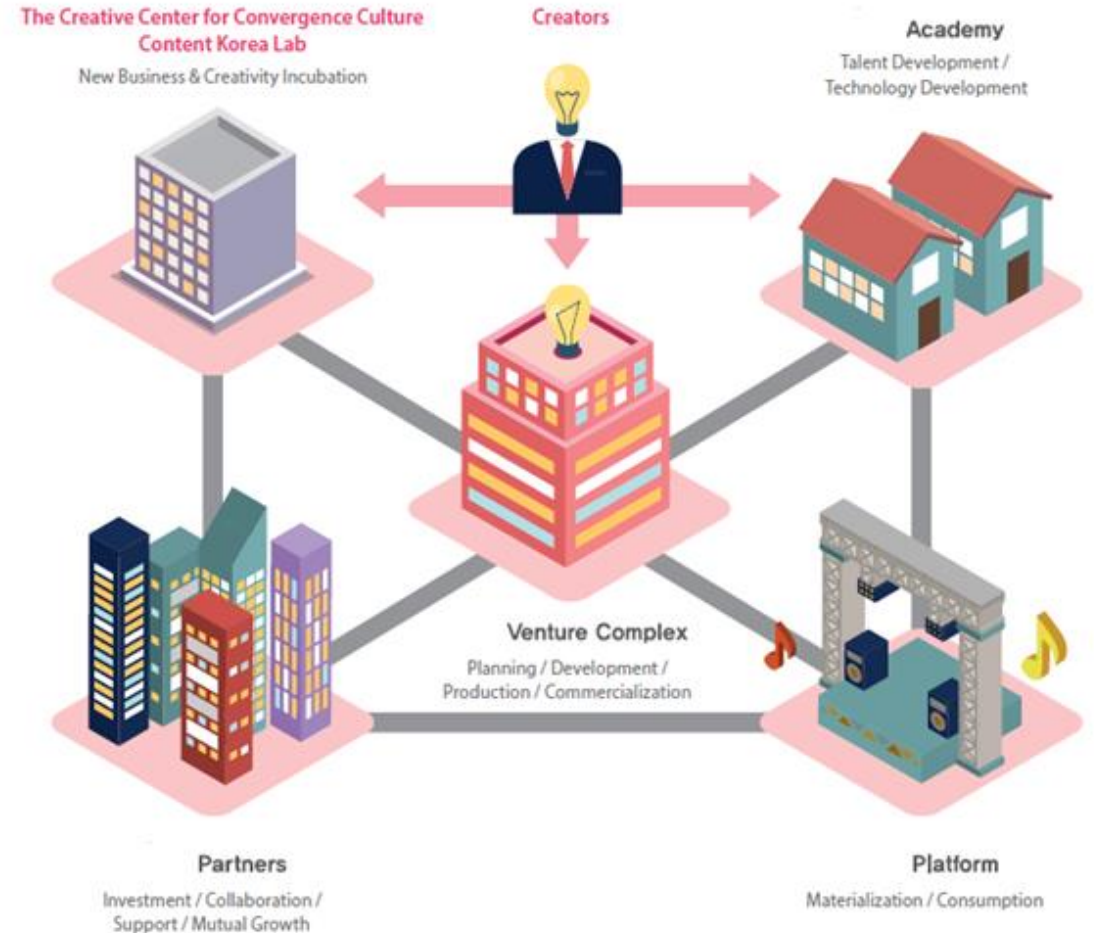 The Creative Center for Convergence Culture
Content Korea Lab
New Business & Creativity Incubation
Creators
Academy
Talent Development /
Technology Development
Venture Complex
Planning / Development /
Production / Commercialization
Partners
Investment / Collaboration /
Support / Mutual Growth
Platform
Materialization / Consumption